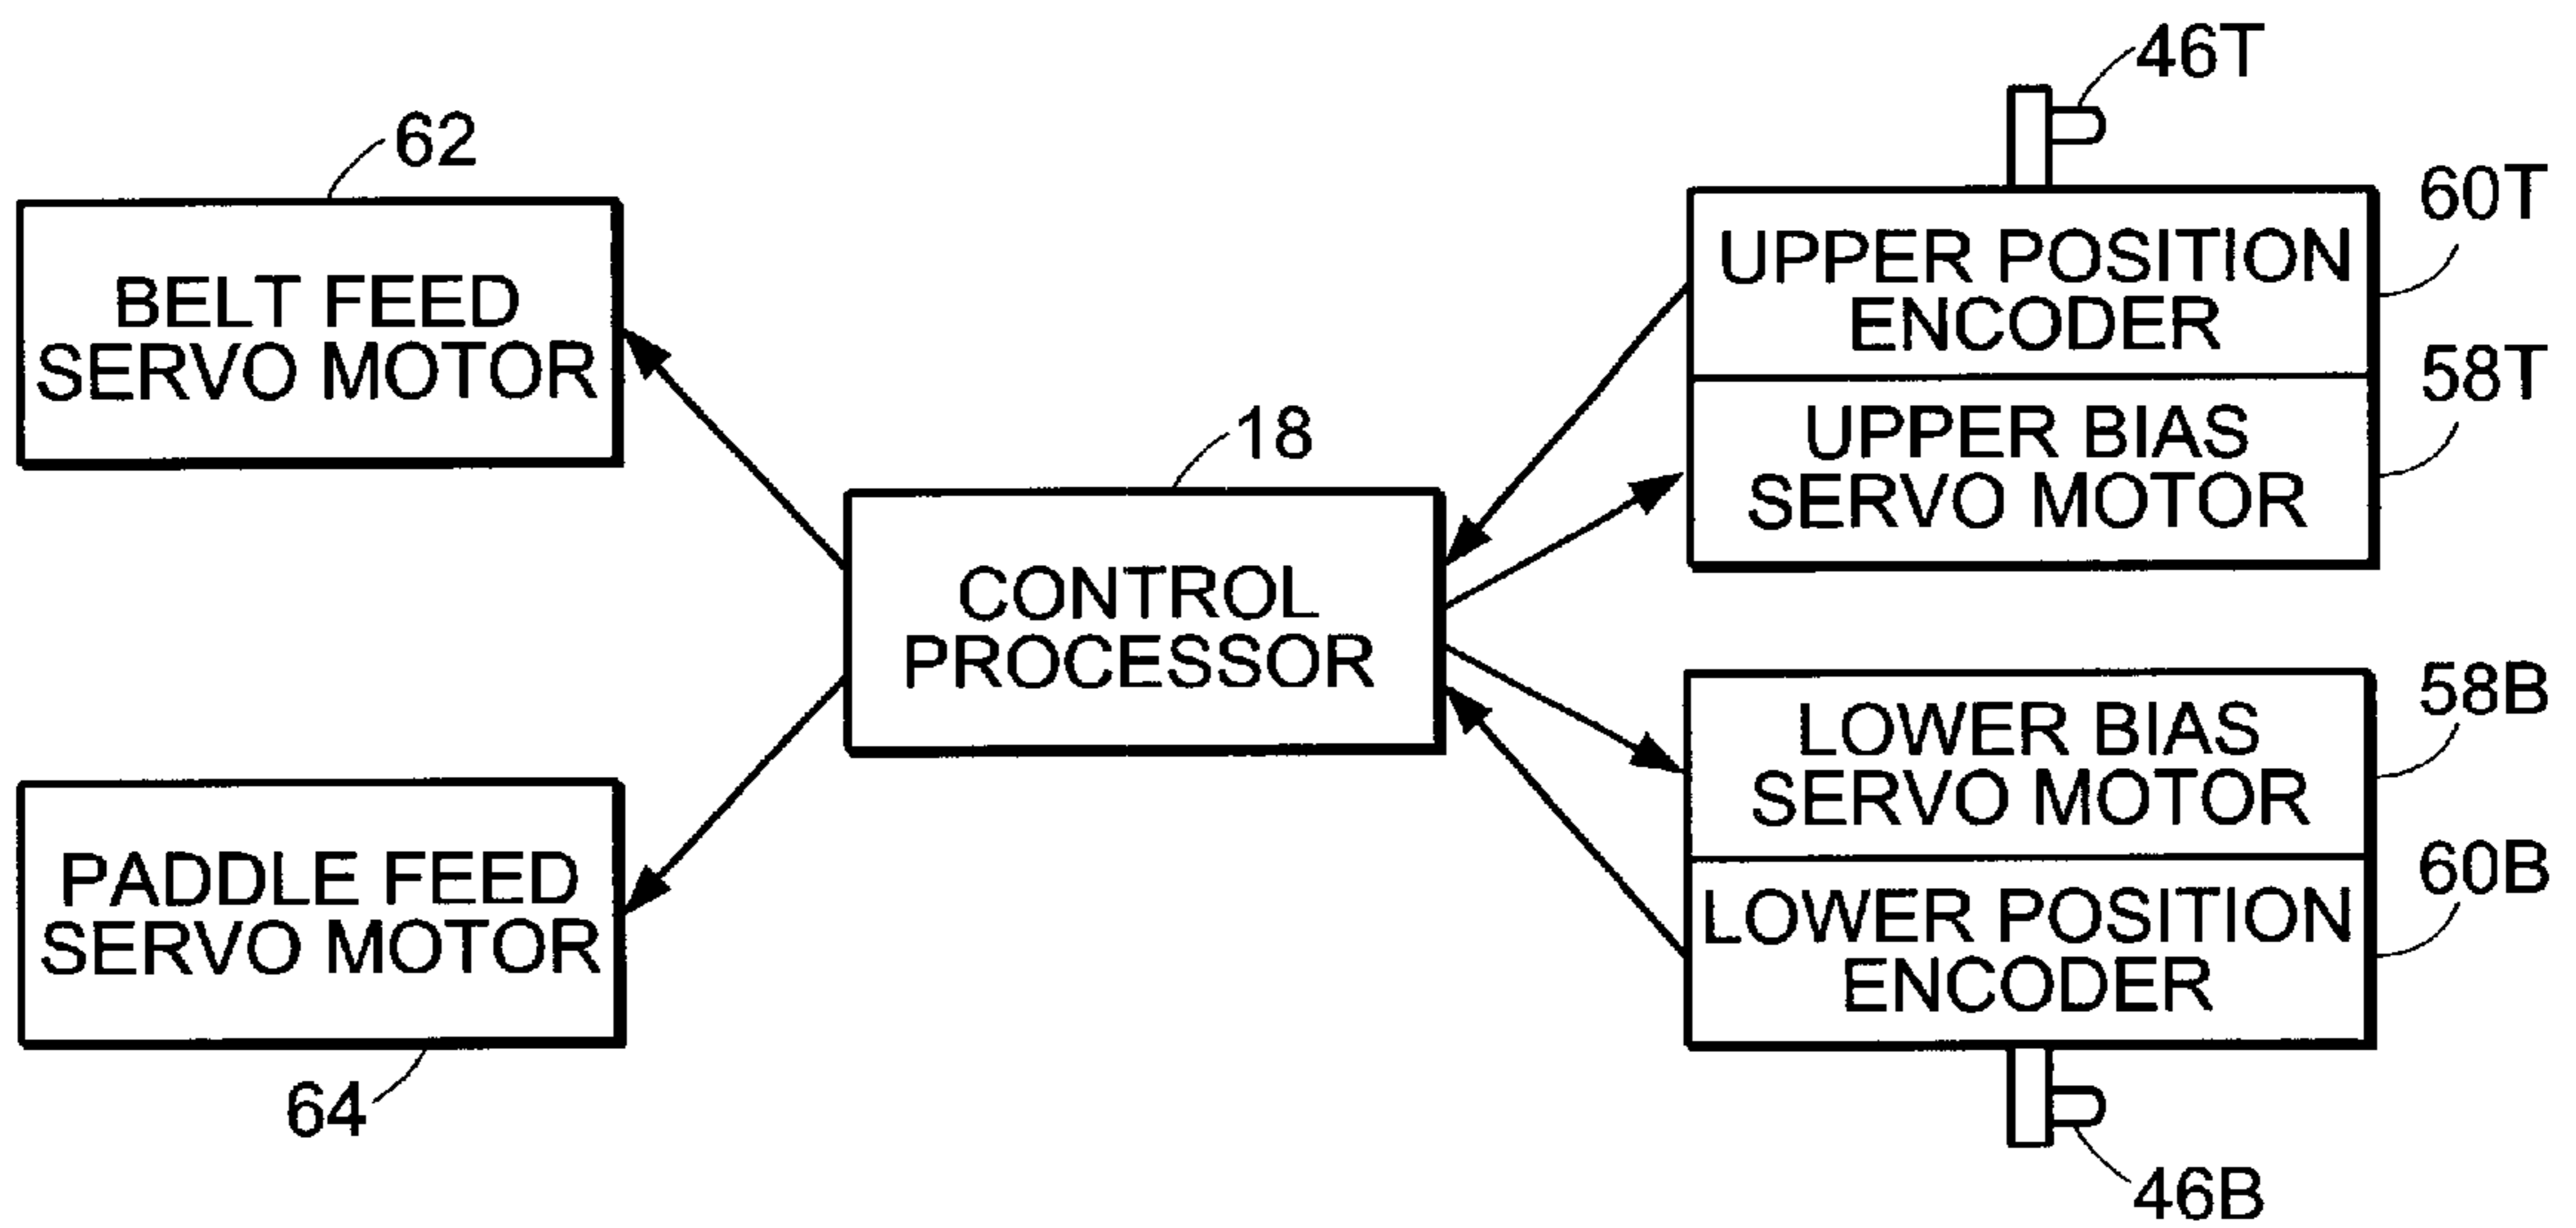 46T
62
60T
UPPER POSITION
ENCODER
BELT FEED
SERVO MOTOR
58T
18
UPPER BIAS
SERVO MOTOR
CONTROL
PROCESSOR
58B
LOWER BIAS
SERVO MOTOR
60B
PADDLE FEED
SERVO MOTOR
LOWER POSITION
ENCODER
64
46B